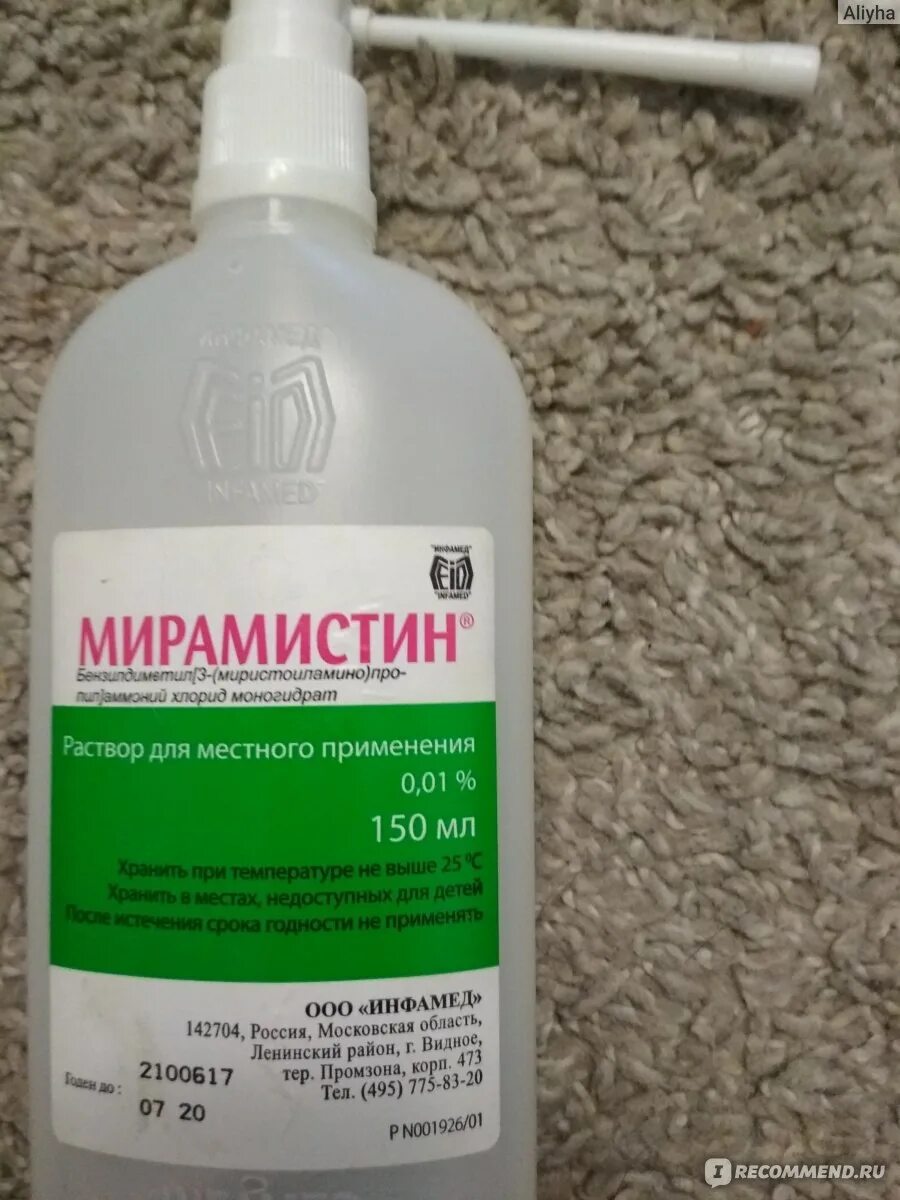 Aliyha
ИНФАМЕД
INFAMED
"ИНФАМЕД"
"INFAMED"
МИРАМИСТИН®
Бензилдиметил[3-(миристоиламино)про-
пил]аммоний хлорид моногидрат
Раствор для местного применения
0,01 %
150 мл
Хранить при температуре не выше 25 °C
Хранить в местах, недоступных для детей
После истечения срока годности не применять
ООО «ИНФАМЕД»
142704, Россия, Московская область,
Ленинский район, г. Видное,
тер. Промзона, корп. 473
Тел. (495) 775-83-20
2100617
Годен до :
07 20
Р N001926/01
I RECOMMEND.RU